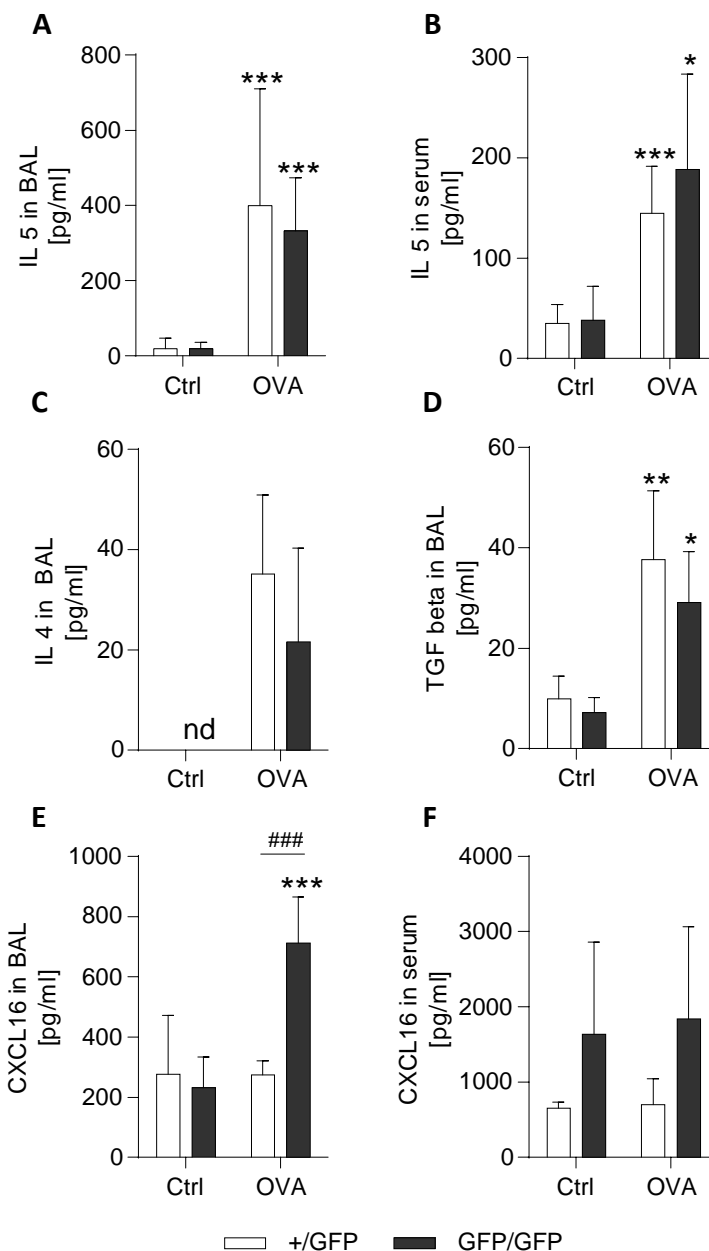 A
IL 5 in BAL
[pg/ml]
800
600
400
200
0
***
***
Ctrl
OVA
B
IL 5 in serum
[pg/ml]
300
200
100
0
***
*
Ctrl
OVA
C
IL 4 in BAL
[pg/ml]
60
40
20
0
nd
Ctrl
OVA
D
TGF beta in BAL
[pg/ml]
60
40
20
0
**
*
Ctrl
OVA
E
CXCL16 in BAL
[pg/ml]
1000
800
600
400
200
0
###
***
Ctrl
OVA
F
CXCL16 in serum
[pg/ml]
4000
3000
2000
1000
0
Ctrl
OVA
+/GFP
GFP/GFP